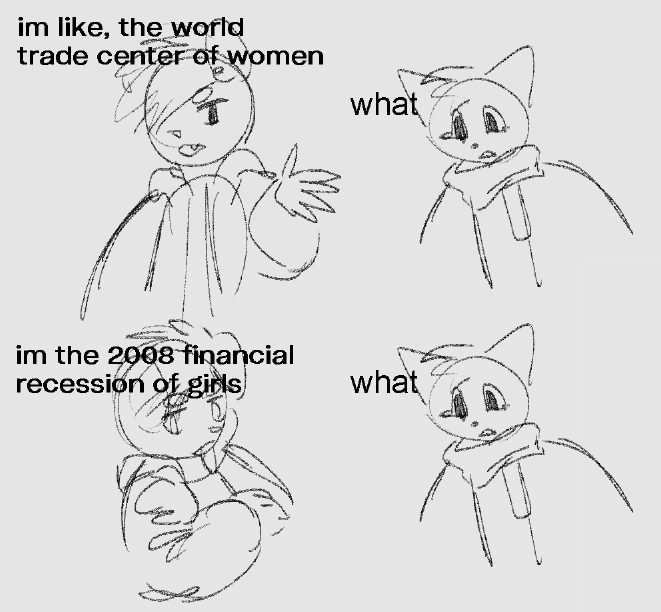 im like, the world
trade center of women
what
im the 2008 financial
recession of girls
what